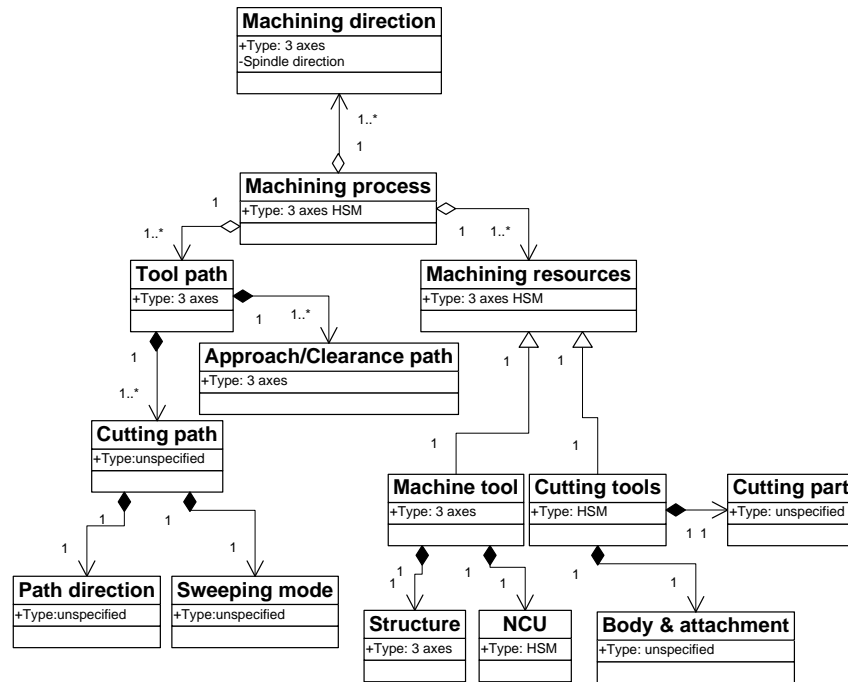 Machining direction
+Type: 3 axes
-Spindle direction
1..*
1
Machining process
+Type: 3 axes HSM
1
1..*
1
1..*
Tool path
+Type: 3 axes
Machining resources
+Type: 3 axes HSM
1
1..*
1
1..*
Approach/Clearance path
+Type: 3 axes
1
1
Cutting path
+Type:unspecified
1
1
Machine tool
+Type: 3 axes
Cutting tools
+Type: HSM
Cutting part
+Type: unspecified
1
1
1
1
1
1
1
1
1
1
1
1
Path direction
+Type:unspecified
Sweeping mode
+Type:unspecified
Structure
+Type: 3 axes
NCU
+Type: HSM
Body & attachment
+Type: unspecified